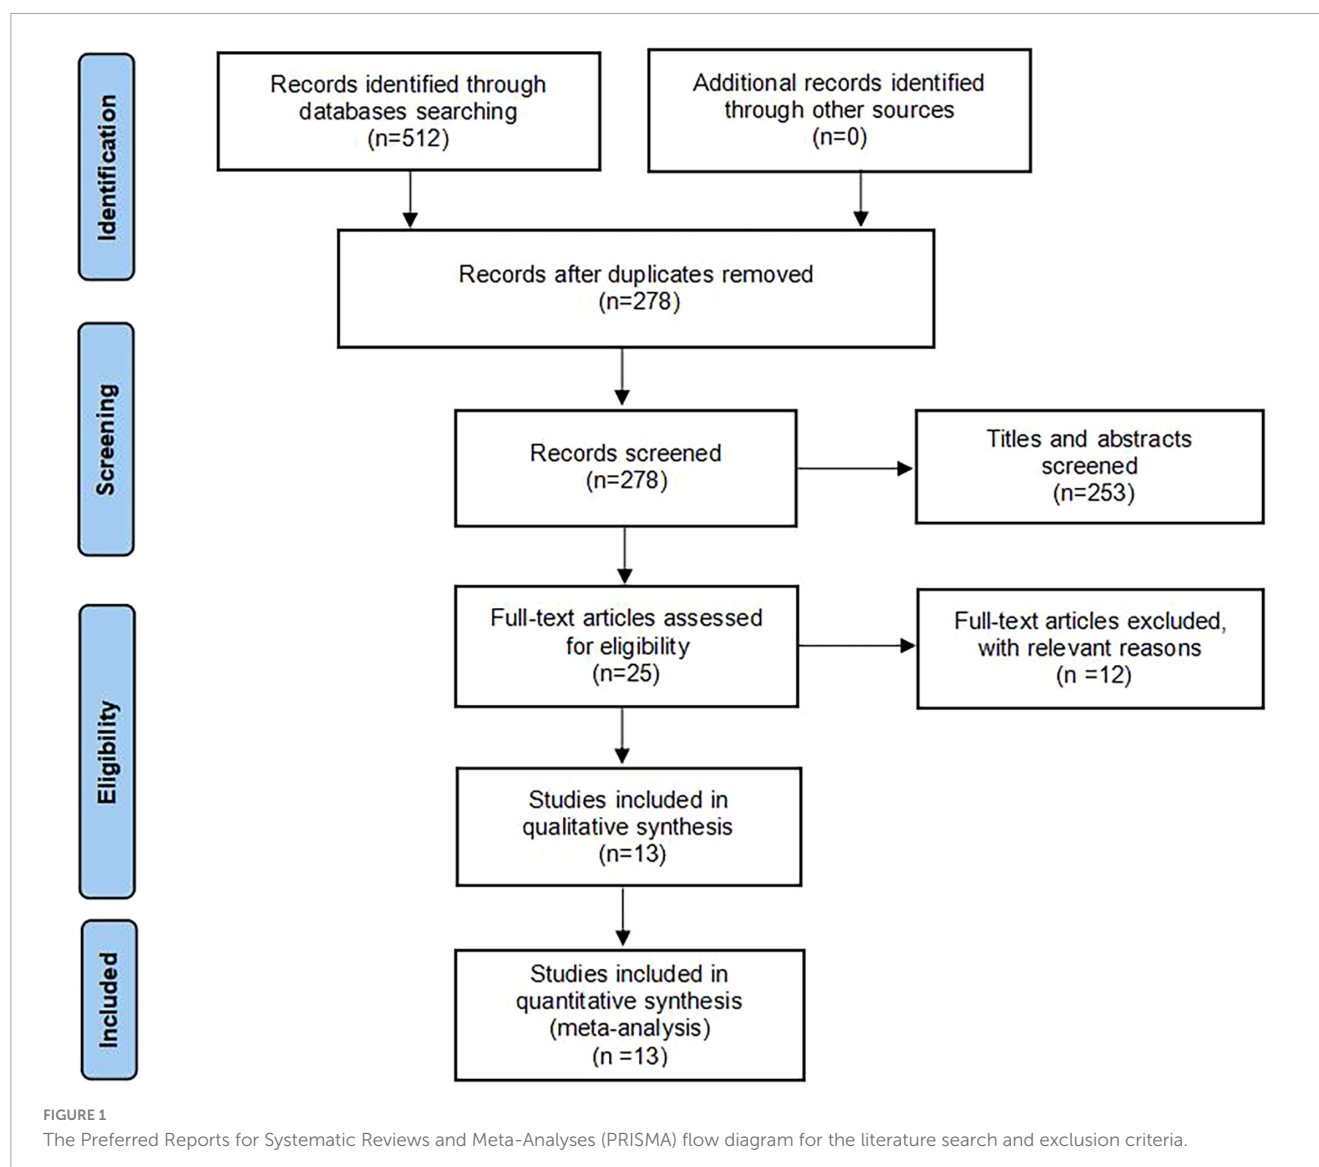 Identification
Records identified through
databases searching
(n=512)
Additional records identified
through other sources
(n=0)
Records after duplicates removed
(n=278)
Screening
Records screened
(n=278)
Titles and abstracts
screened
(n=253)
Eligibility
Full-text articles assessed
for eligibility
(n=25)
Full-text articles excluded,
with relevant reasons
(n =12)
Studies included in
qualitative synthesis
(n=13)
Included
Studies included in
quantitative synthesis
(meta-analysis)
(n =13)
FIGURE 1
The Preferred Reports for Systematic Reviews and Meta-Analyses (PRISMA) flow diagram for the literature search and exclusion criteria.